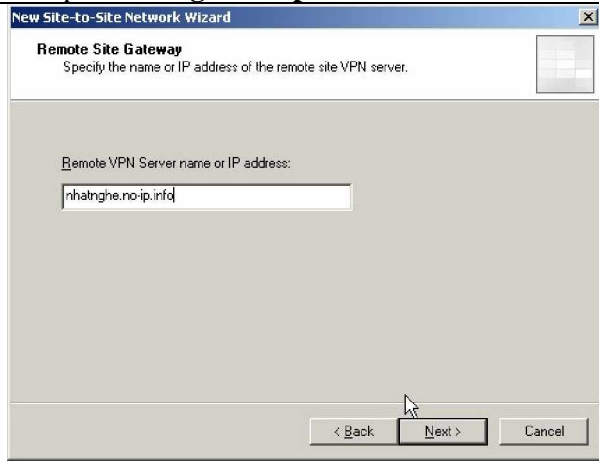 New Site-to-Site Network Wizard
Remote Site Gateway
Specify the name or IP address of the remote site VPN server.
Remote VPN Server name or IP address:
nhatnghe.no-ip.info
< Back Next > Cancel